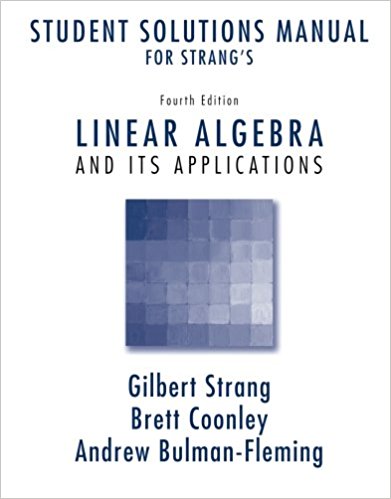 STUDENT SOLUTIONS MANUAL
FOR STRANG'S
Fourth Edition
LINEAR ALGEBRA
AND ITS APPLICATIONS
Gilbert Strang
Brett Coonley
Andrew Bulman-Fleming